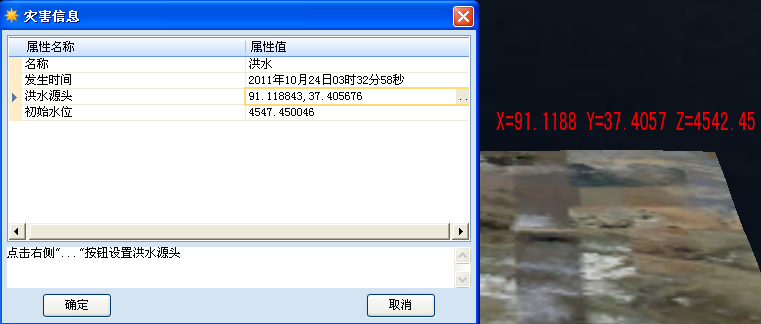 灾害信息
属性名称 属性值
名称 洪水
发生时间 2011年10月24日03时32分58秒
洪水源头 91.118843,37.405676 ..
初始水位 4547.450046
点击右侧"..."按钮设置洪水源头
确定 取消
X=91.1188 Y=37.4057 Z=4542.45